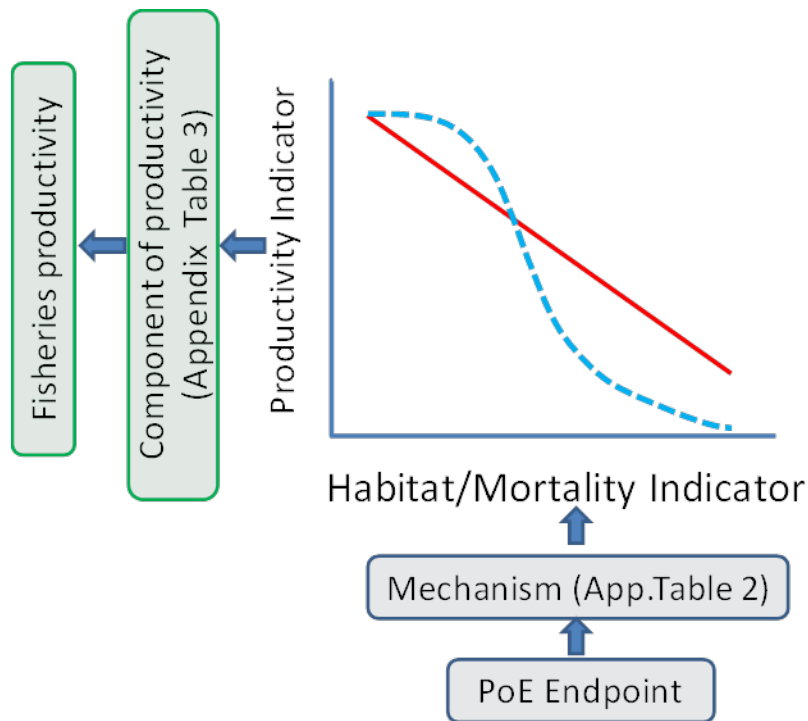 Fisheries productivity
Component of productivity
(Appendix Table 3)
Productivity Indicator
Habitat/Mortality Indicator
Mechanism (App.Table 2)
PoE Endpoint